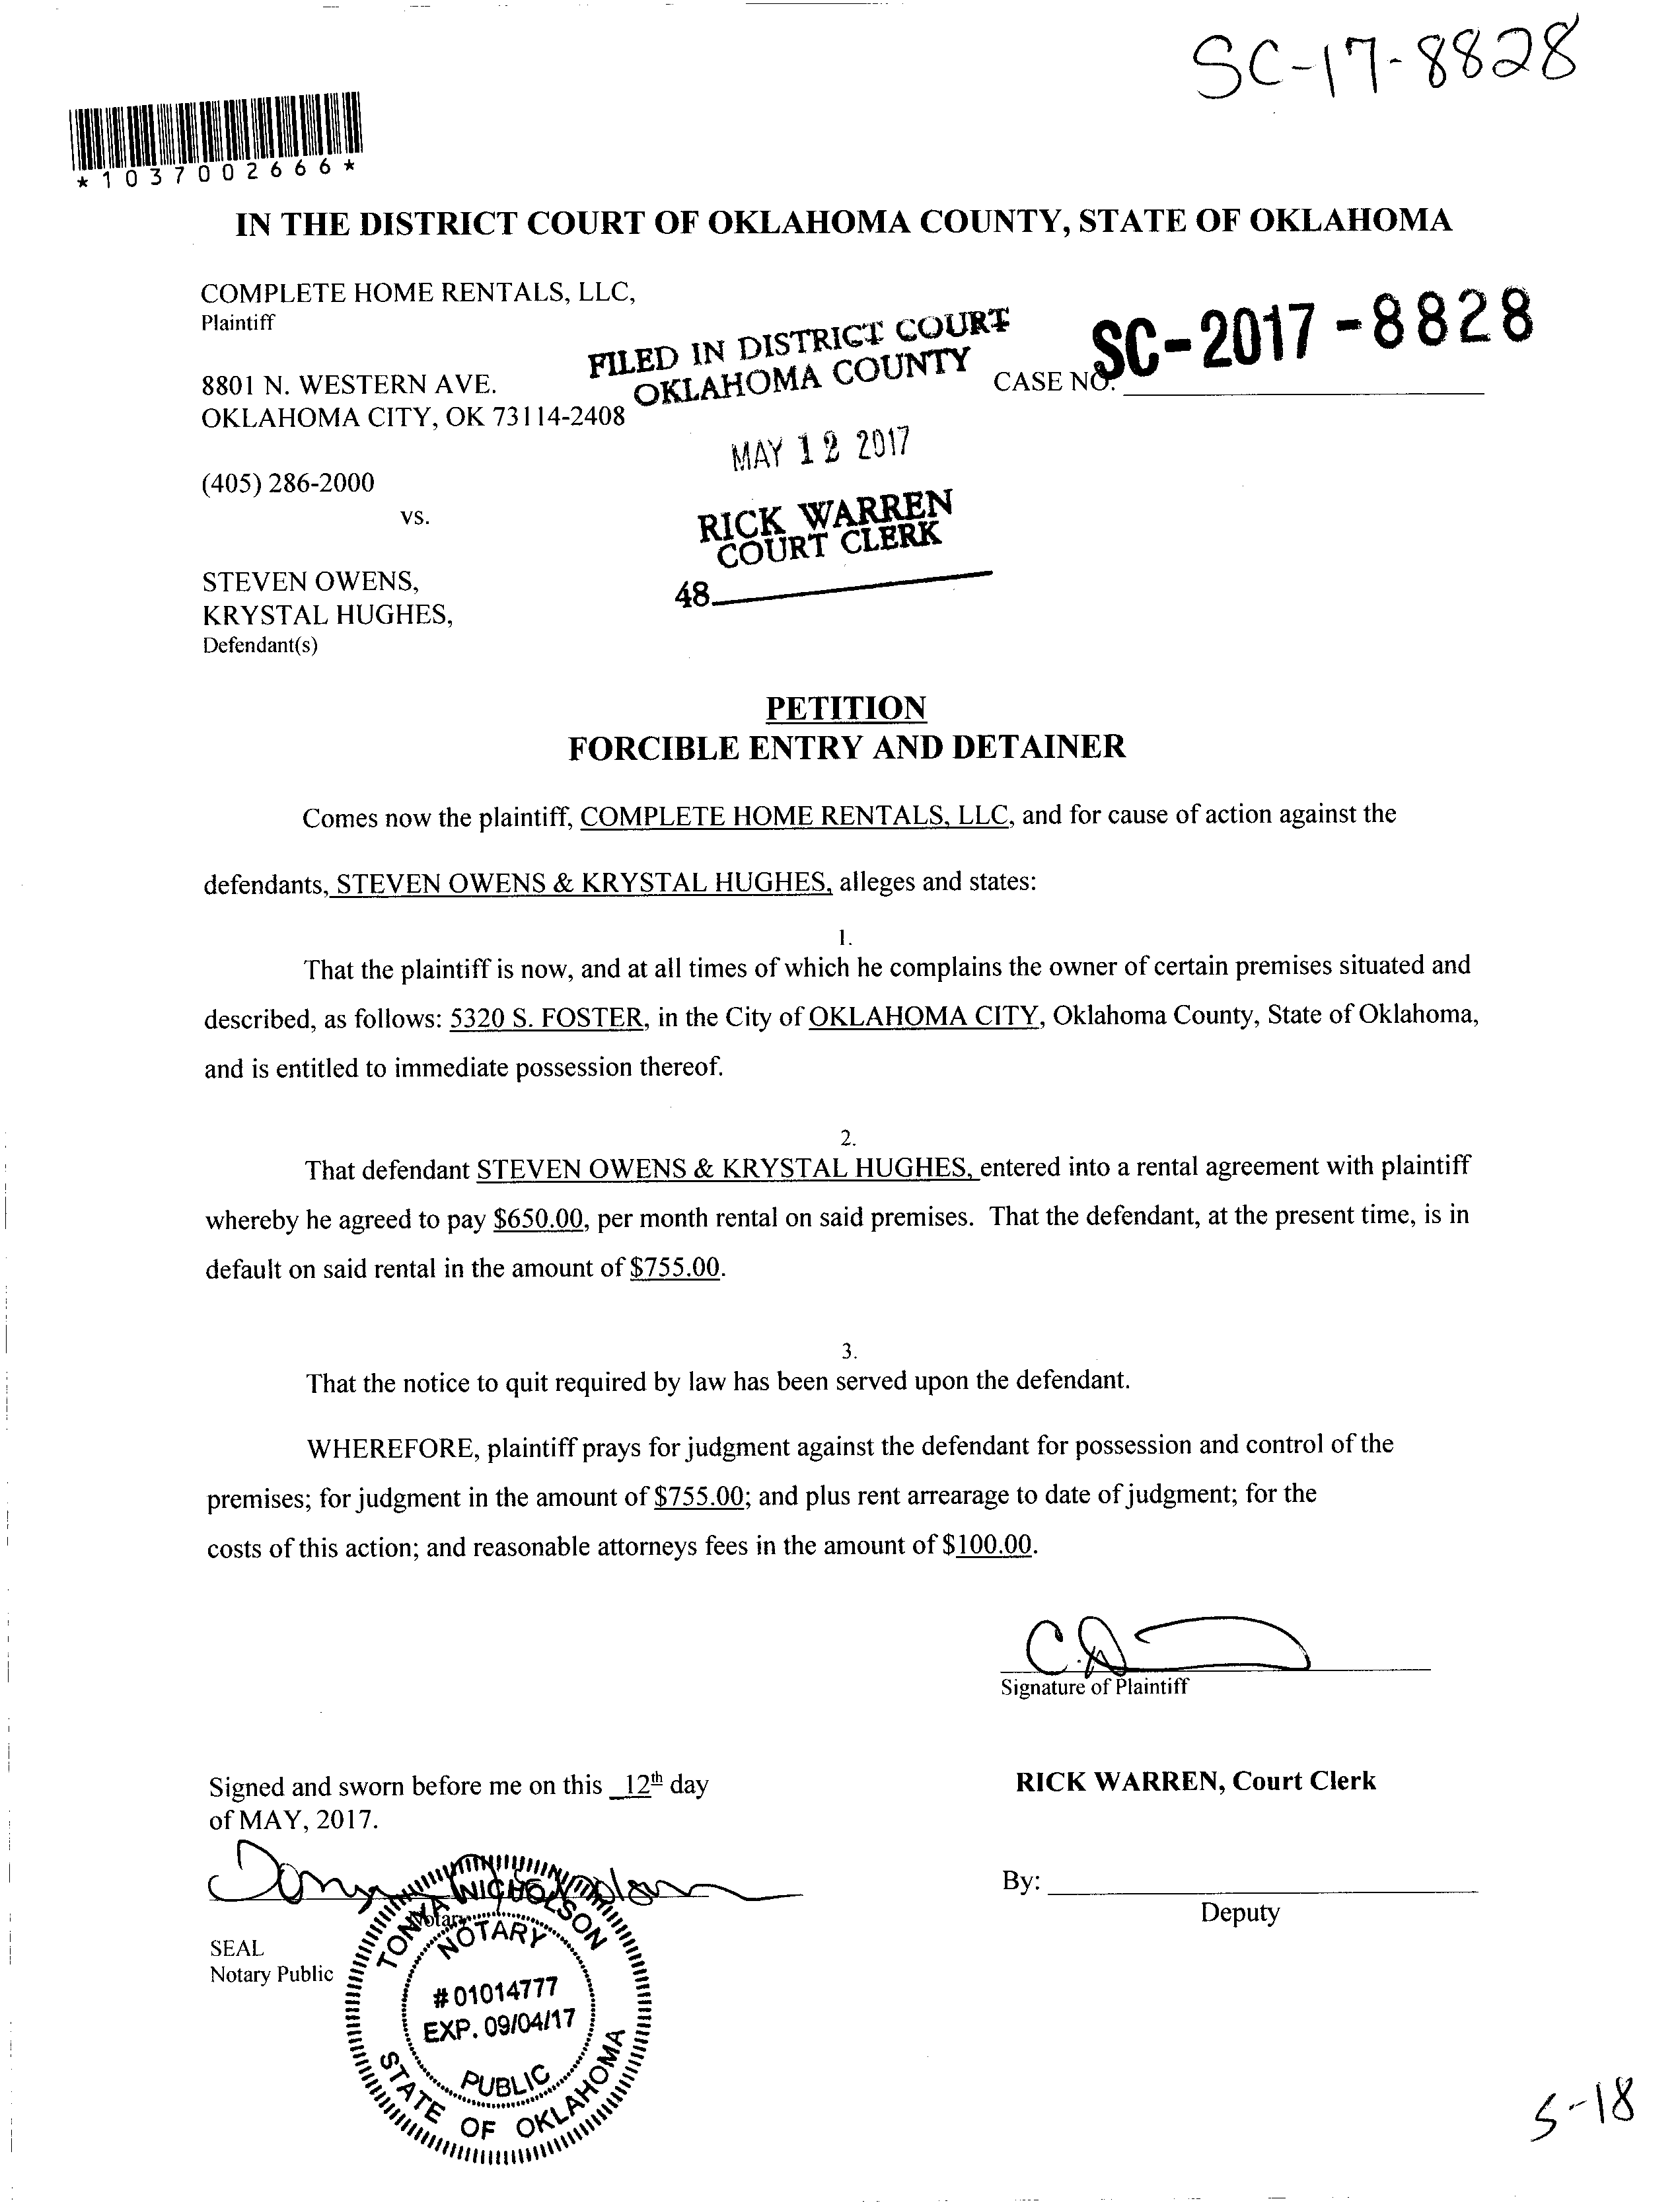 SC-17-8828
*1037002666*
IN THE DISTRICT COURT OF OKLAHOMA COUNTY, STATE OF OKLAHOMA
COMPLETE HOME RENTALS, LLC,
Plaintiff
FILED IN DISTRICT COURT
OKLAHOMA COUNTY
CASE NO. SC-2017-8828
8801 N. WESTERN AVE.
OKLAHOMA CITY, OK 73114-2408
MAY 12 2017
(405) 286-2000
vs.
RICK WARREN
COURT CLERK
48
STEVEN OWENS,
KRYSTAL HUGHES,
Defendant(s)
PETITION
FORCIBLE ENTRY AND DETAINER
Comes now the plaintiff, COMPLETE HOME RENTALS, LLC, and for cause of action against the
defendants, STEVEN OWENS & KRYSTAL HUGHES, alleges and states:
1.
That the plaintiff is now, and at all times of which he complains the owner of certain premises situated and
described, as follows: 5320 S. FOSTER, in the City of OKLAHOMA CITY, Oklahoma County, State of Oklahoma,
and is entitled to immediate possession thereof.
2.
That defendant STEVEN OWENS & KRYSTAL HUGHES, entered into a rental agreement with plaintiff
whereby he agreed to pay $650.00, per month rental on said premises. That the defendant, at the present time, is in
default on said rental in the amount of $755.00.
3.
That the notice to quit required by law has been served upon the defendant.
WHEREFORE, plaintiff prays for judgment against the defendant for possession and control of the
premises; for judgment in the amount of $755.00; and plus rent arrearage to date of judgment; for the
costs of this action; and reasonable attorneys fees in the amount of $100.00.
Signature of Plaintiff
Signed and sworn before me on this 12th day
of MAY, 2017.
RICK WARREN, Court Clerk
By:
Deputy
Notary
SEAL
Notary Public
TONYA NICHOLSON
NOTARY
#01014777
EXP. 09/04/17
PUBLIC
STATE OF OKLAHOMA
5-18